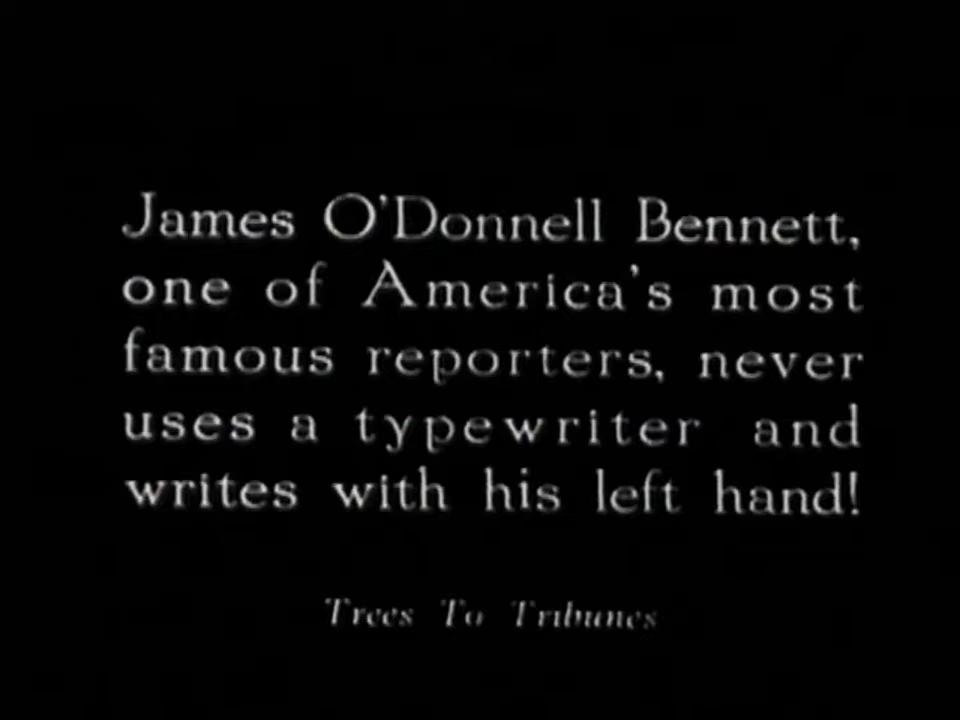 James O'Donnell Bennett,
one of America's most
famous reporters, never
uses a typewriter and
writes with his left hand!
Trees To Tribunes